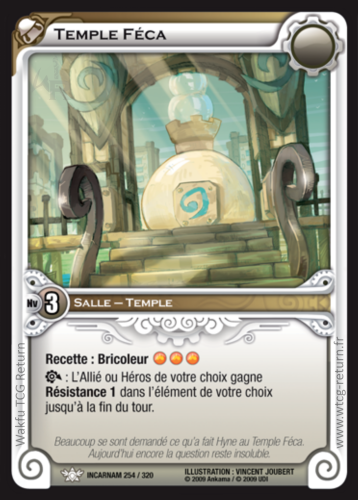 Temple Féca
Nv 3 Salle – Temple
Recette : Bricoleur
: L'Allié ou Héros de votre choix gagne
Résistance 1 dans l'élément de votre choix
jusqu'à la fin du tour.
Beaucoup se sont demandé ce qu'a fait Hyne au Temple Féca.
Aujourd'hui encore la question reste insoluble.
INCARNAM 254 / 320
ILLUSTRATION : VINCENT JOUBERT
© 2009 Ankama / © 2009 UDI
Wakfu TCG Return
www.wtcg-return.fr